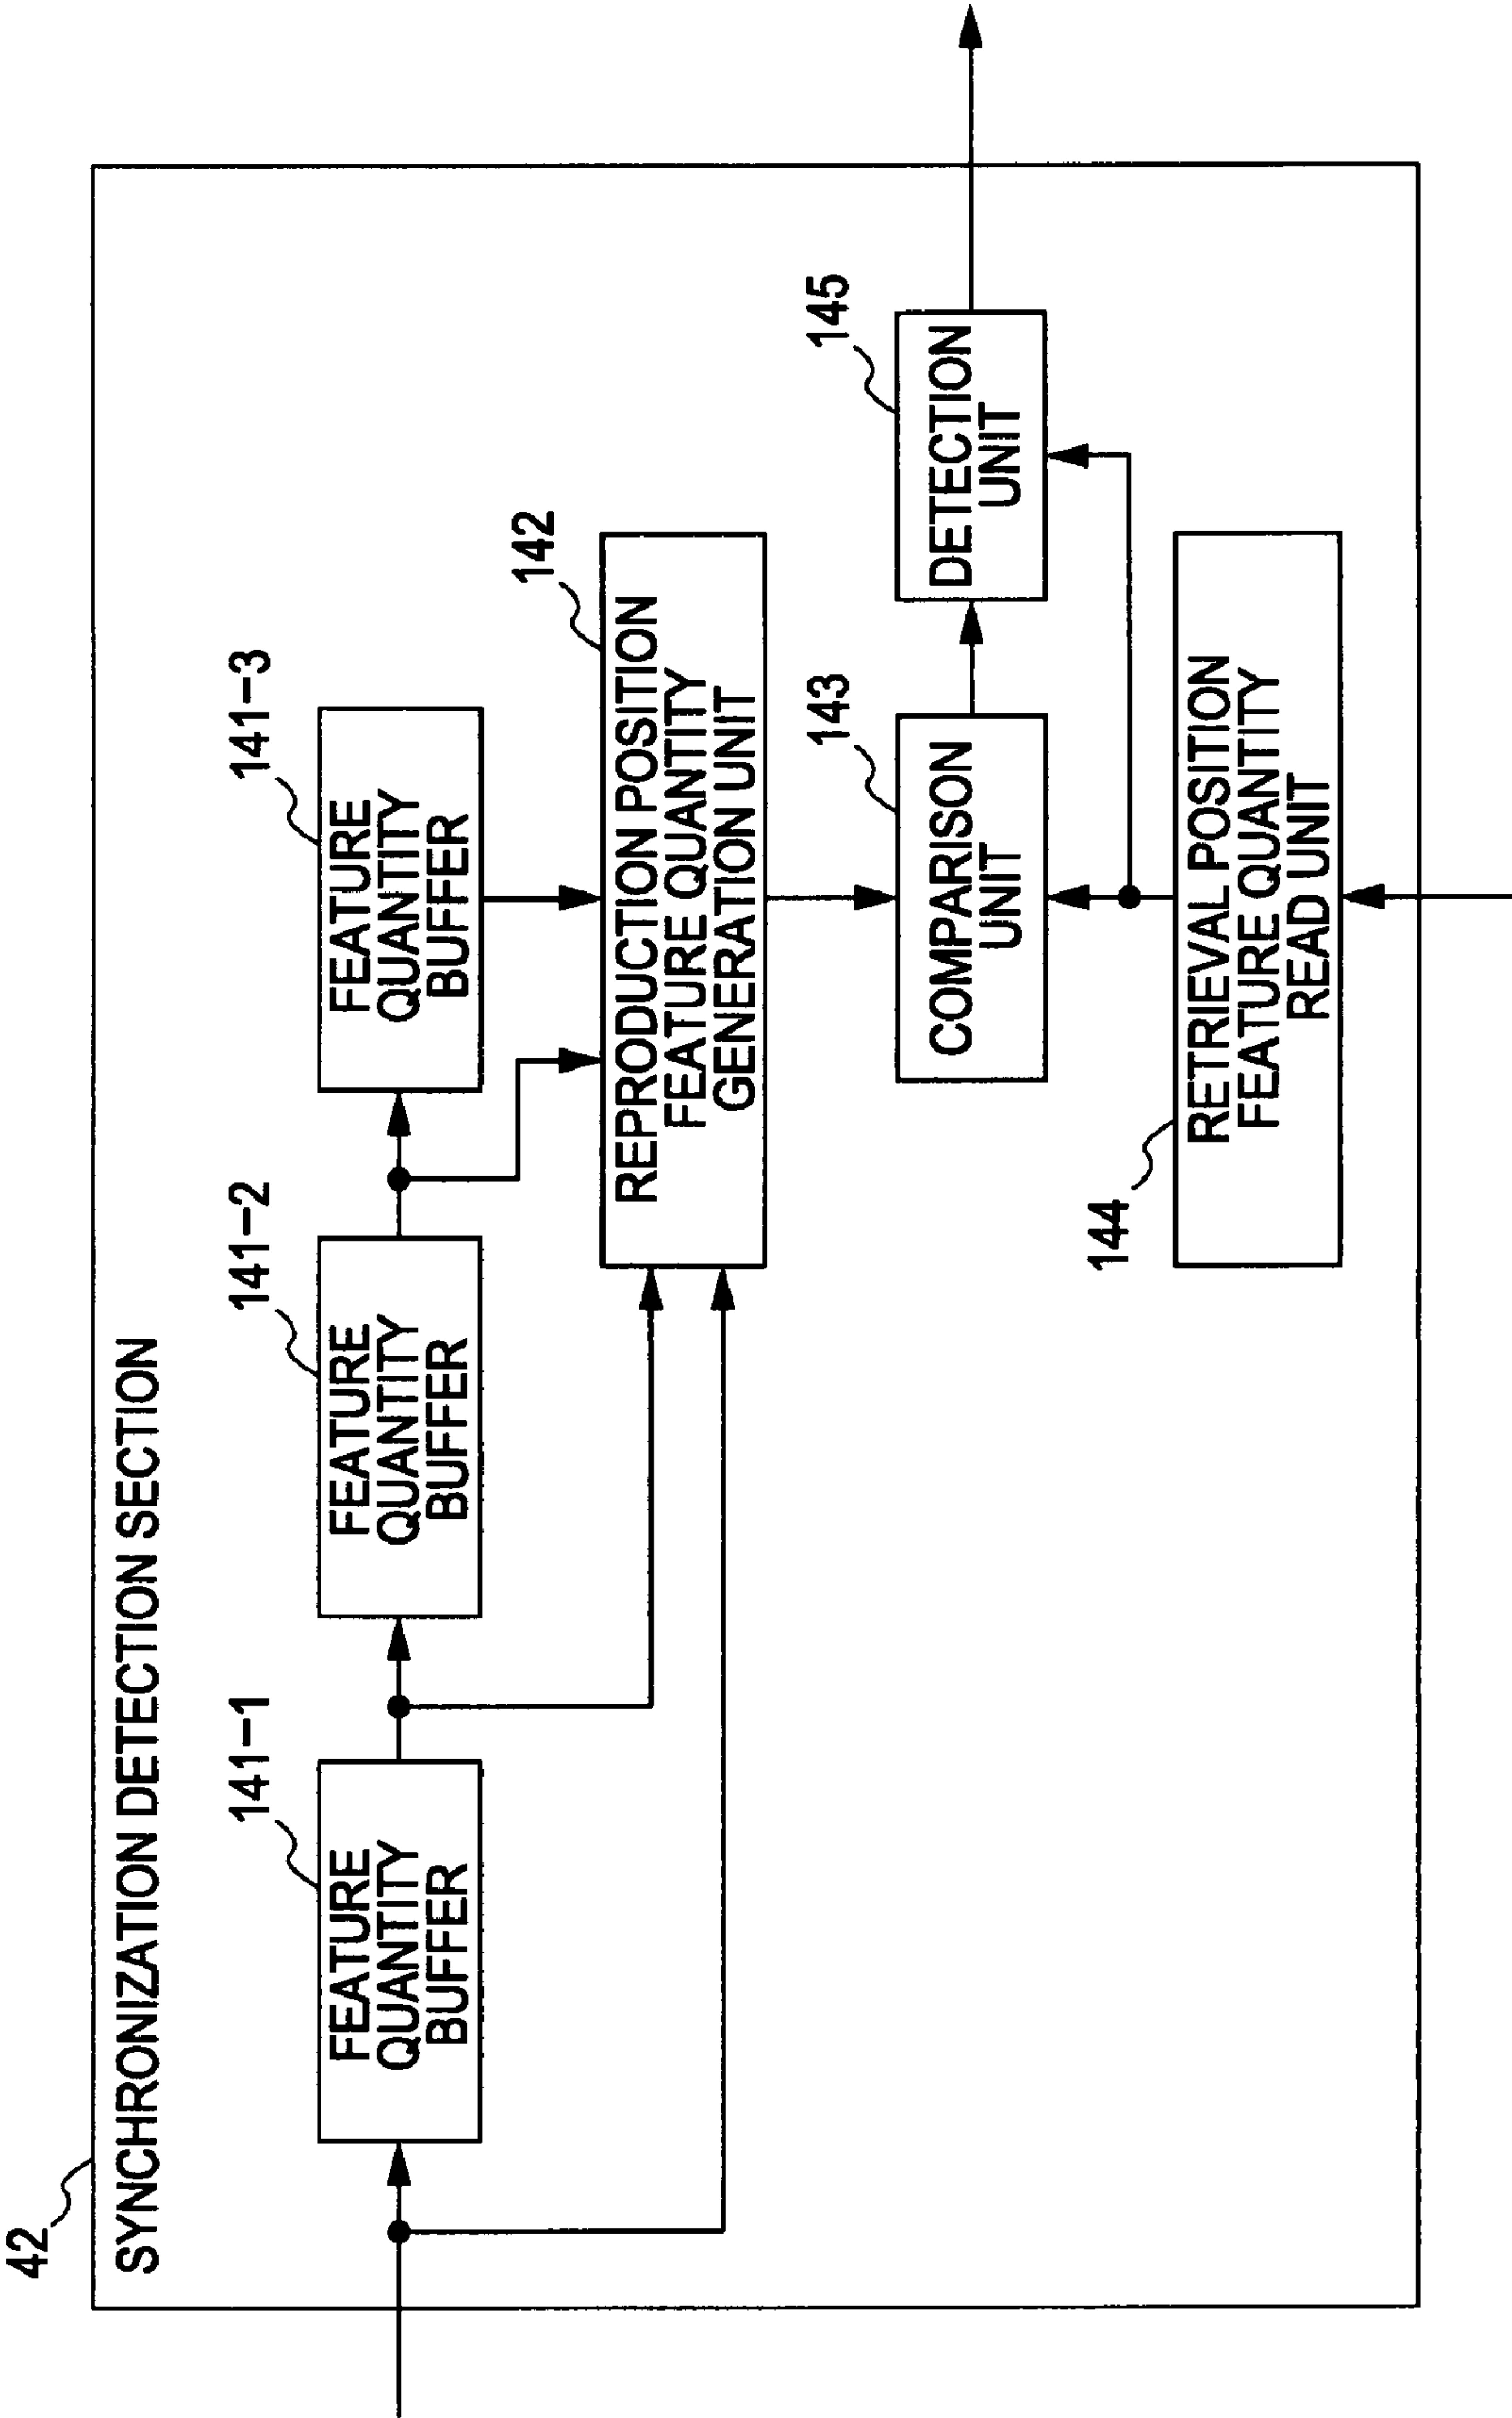 42
SYNCHRONIZATION DETECTION SECTION
141-1
FEATURE
QUANTITY
BUFFER
141-2
FEATURE
QUANTITY
BUFFER
141-3
FEATURE
QUANTITY
BUFFER
142
REPRODUCTION POSITION
FEATURE QUANTITY
GENERATION UNIT
143
COMPARISON
UNIT
145
DETECTION
UNIT
144
RETRIEVAL POSITION
FEATURE QUANTITY
READ UNIT